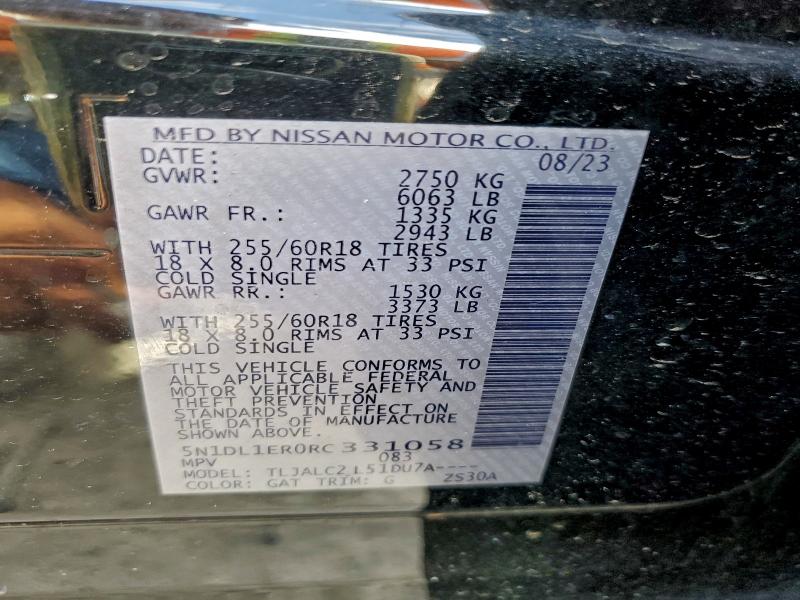 MFD BY NISSAN MOTOR CO., LTD.
DATE: 08/23
GVWR: 2750 KG
6063 LB
GAWR FR.: 1335 KG
2943 LB
WITH 255/60R18 TIRES
18 X 8.0 RIMS AT 33 PSI
COLD SINGLE
GAWR RR.: 1530 KG
3373 LB
WITH 255/60R18 TIRES
18 X 8.0 RIMS AT 33 PSI
COLD SINGLE
THIS VEHICLE CONFORMS TO
ALL APPLICABLE FEDERAL
MOTOR VEHICLE SAFETY AND
THEFT PREVENTION
STANDARDS IN EFFECT ON
THE DATE OF MANUFACTURE
SHOWN ABOVE.
5N1DL1ER0RC331058
MPV 083
MODEL: TLJALC2 L51DU7A----
COLOR: GAT TRIM: G ZS30A